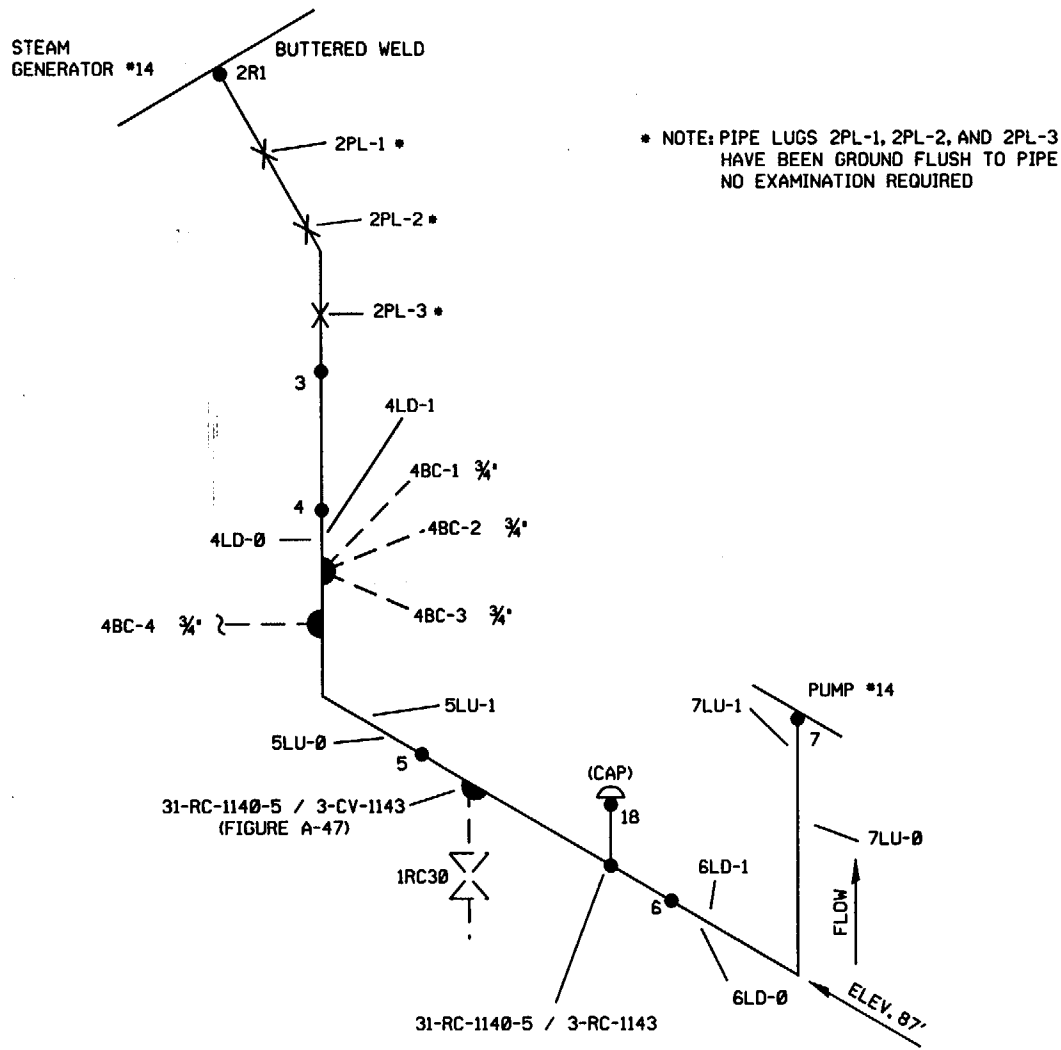 STEAM
GENERATOR #14
BUTTERED WELD
2R1
2PL-1 *
* NOTE: PIPE LUGS 2PL-1, 2PL-2, AND 2PL-3
HAVE BEEN GROUND FLUSH TO PIPE
NO EXAMINATION REQUIRED
2PL-2 *
2PL-3 *
3
4LD-1
4BC-1 3/4"
4
4BC-2 3/4"
4LD-0
4BC-3 3/4"
4BC-4 3/4"
PUMP #14
5LU-1
7LU-1
5LU-0
7
5
(CAP)
31-RC-1140-5 / 3-CV-1143
(FIGURE A-47)
18
7LU-0
1RC30
6LD-1
6
FLOW
6LD-0
ELEV. 87'
31-RC-1140-5 / 3-RC-1143